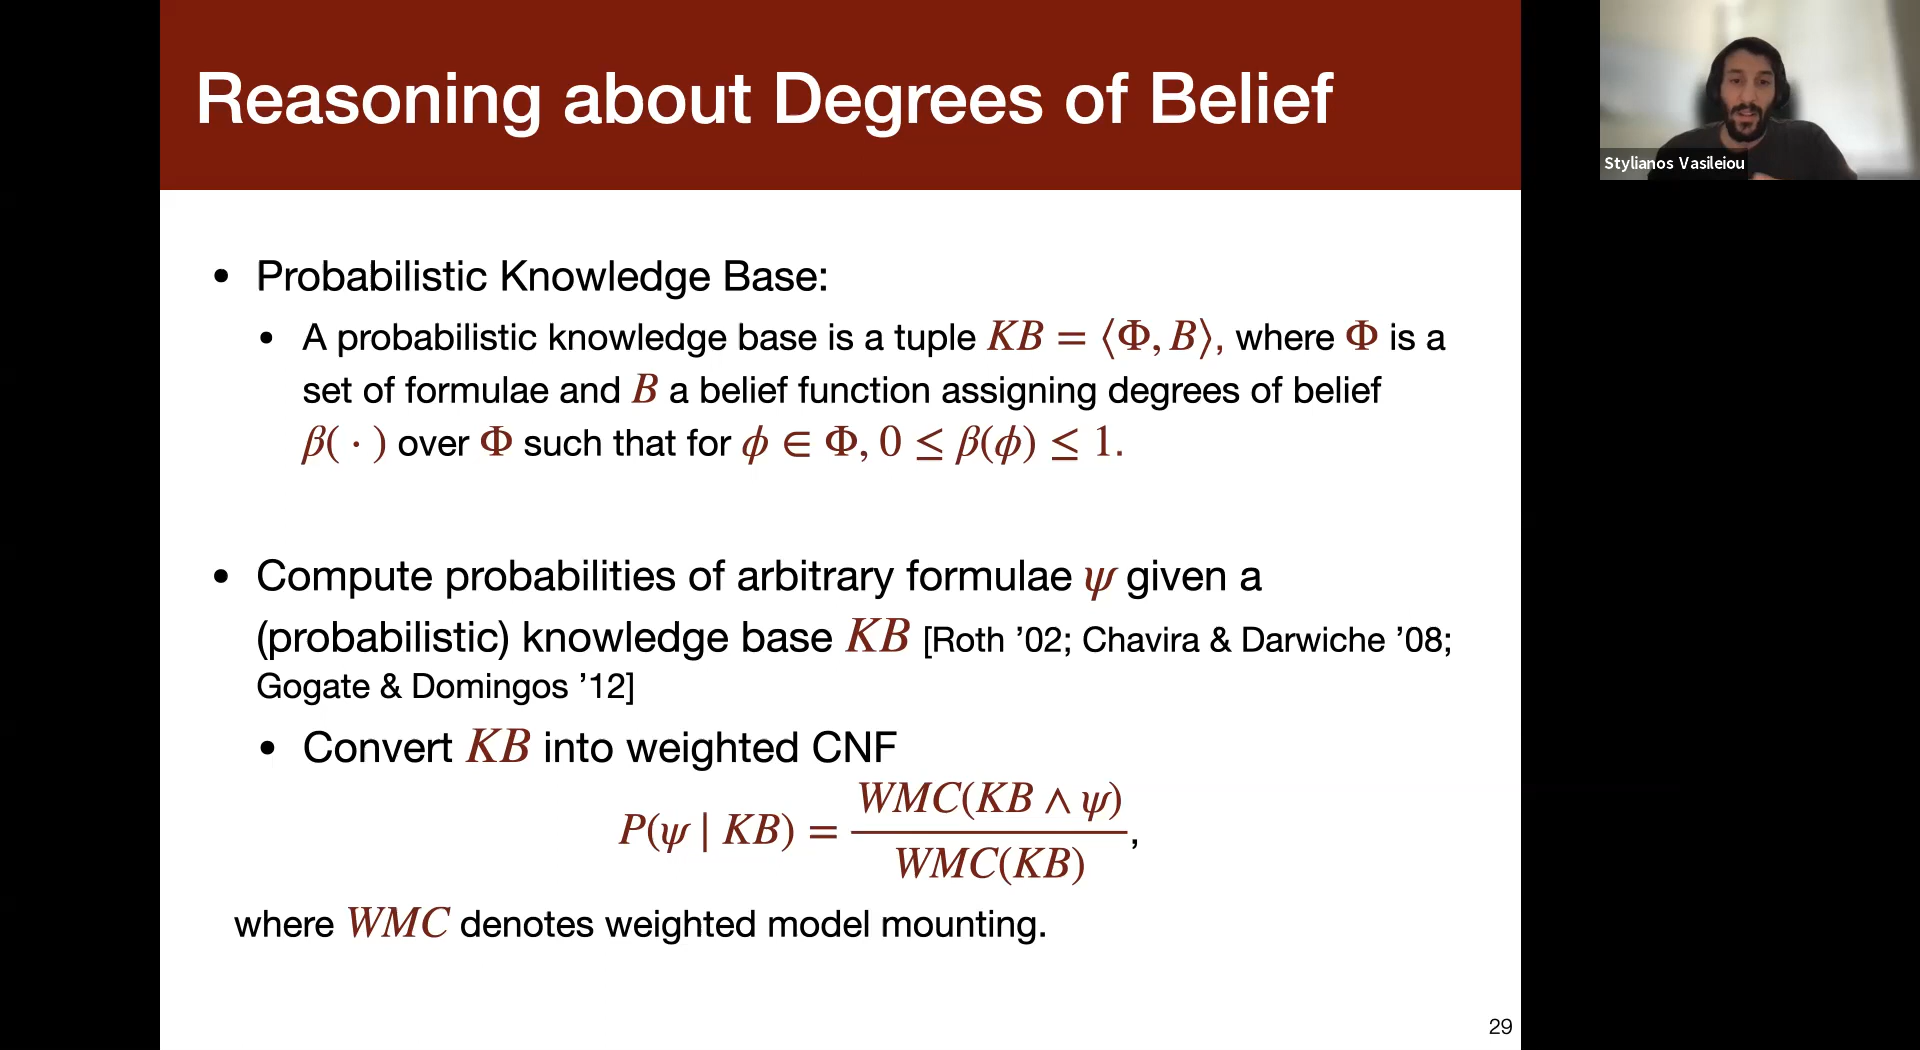 Reasoning about Degrees of Belief
Stylianos Vasileiou
• Probabilistic Knowledge Base:
• A probabilistic knowledge base is a tuple KB = ⟨Φ, B⟩, where Φ is a
set of formulae and B a belief function assigning degrees of belief
β( · ) over Φ such that for ϕ ∈ Φ, 0 ≤ β(ϕ) ≤ 1.
• Compute probabilities of arbitrary formulae ψ given a
(probabilistic) knowledge base KB [Roth ’02; Chavira & Darwiche ’08;
Gogate & Domingos ’12]
• Convert KB into weighted CNF
WMC(KB ∧ ψ)
P(ψ | KB) = ,
WMC(KB)
where WMC denotes weighted model mounting.
29